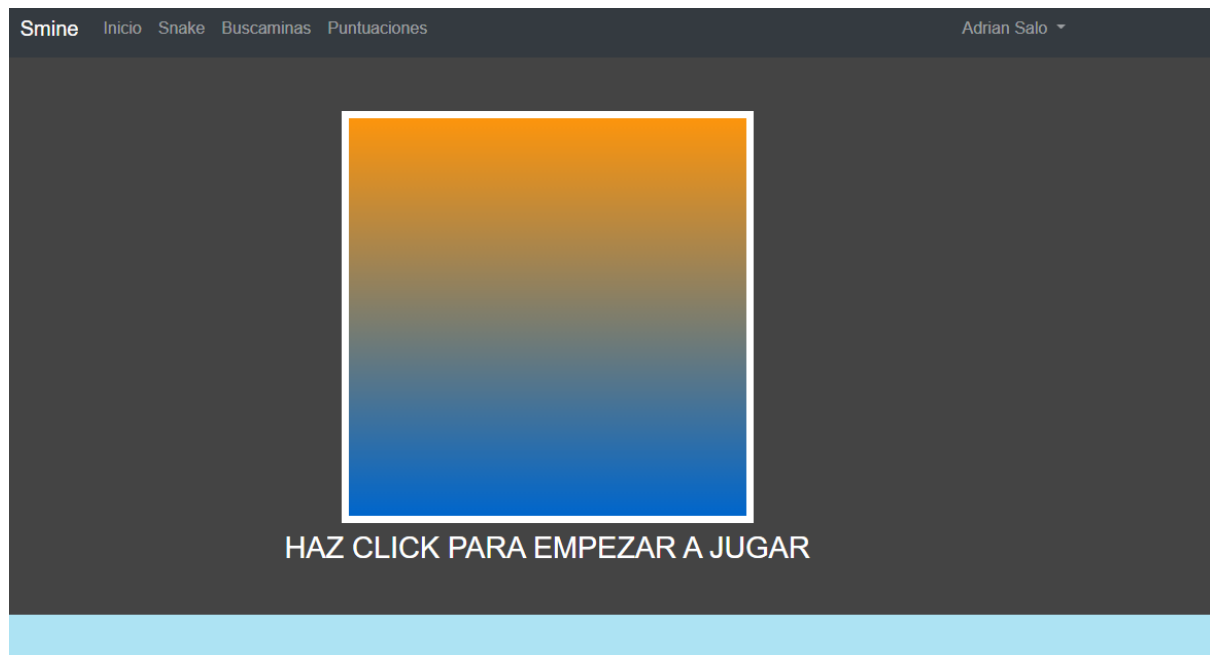 Smine Inicio Snake Buscaminas Puntuaciones Adrian Salo
HAZ CLICK PARA EMPEZAR A JUGAR